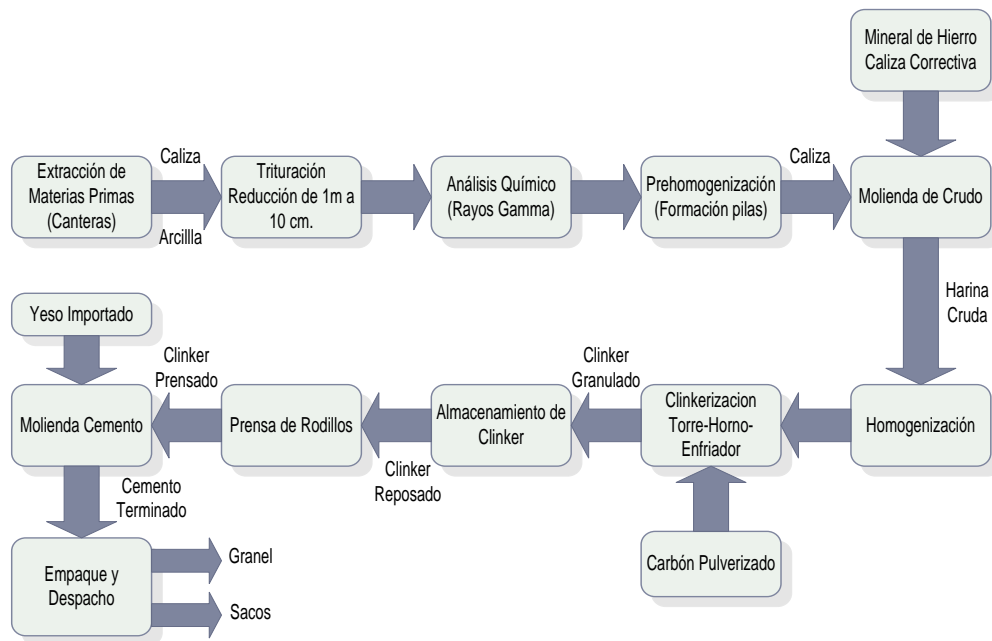 Mineral de Hierro
Caliza Correctiva
Extracción de
Materias Primas
(Canteras)
Caliza
Arcillla
Trituración
Reducción de 1m a
10 cm.
Análisis Químico
(Rayos Gamma)
Prehomogenización
(Formación pilas)
Caliza
Molienda de Crudo
Harina
Cruda
Homogenización
Clinkerizacion
Torre-Horno-
Enfriador
Carbón Pulverizado
Clinker
Granulado
Almacenamiento de
Clinker
Clinker
Reposado
Prensa de Rodillos
Clinker
Prensado
Yeso Importado
Molienda Cemento
Cemento
Terminado
Empaque y
Despacho
Granel
Sacos